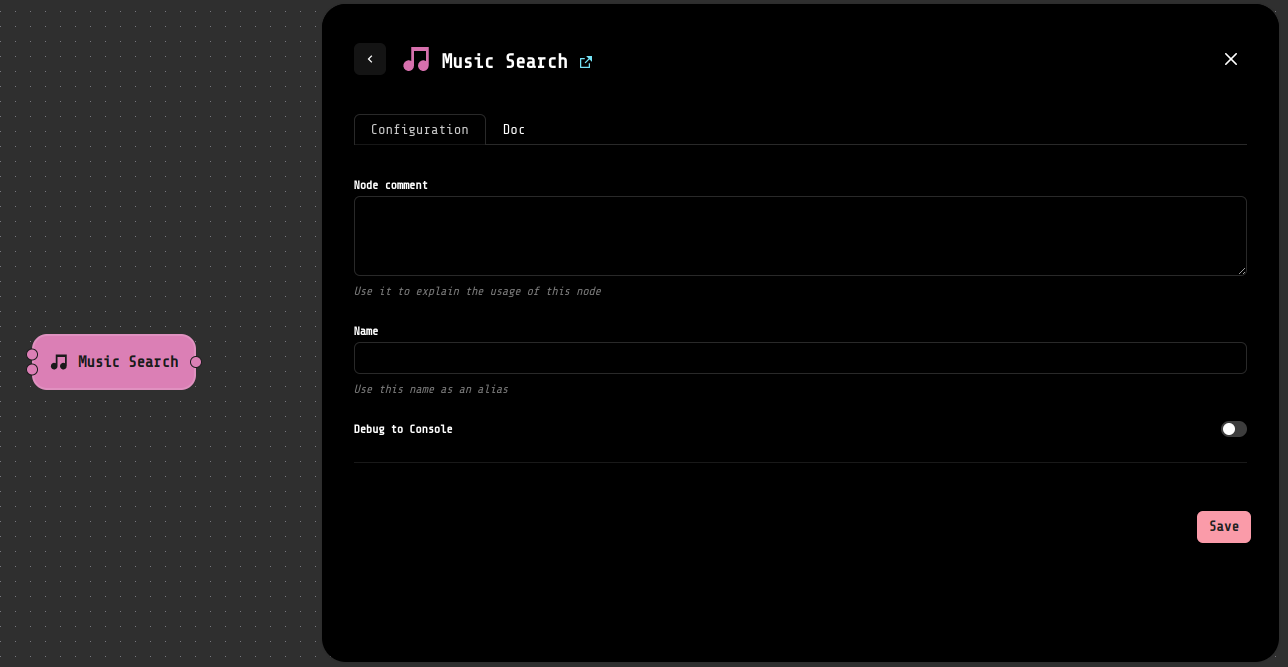 Music Search
Configuration
Doc
Node comment
Use it to explain the usage of this node
Name
Music Search
Use this name as an alias
Debug to Console
Save